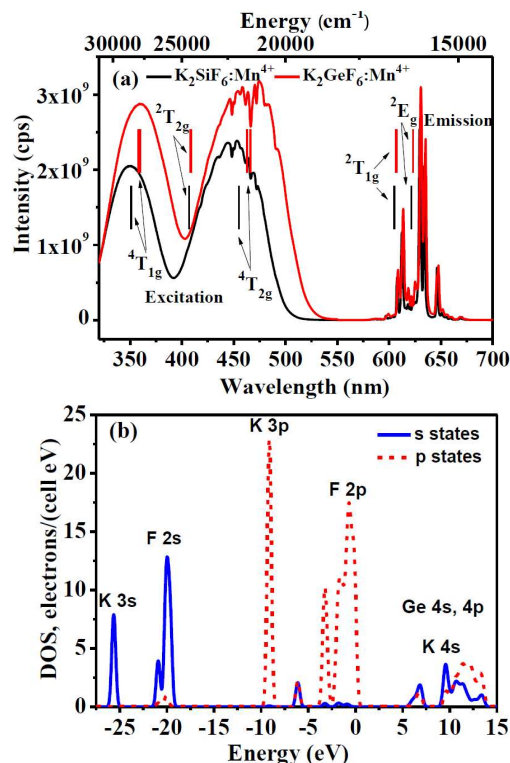 Energy (cm⁻¹)
30000 25000 20000 15000
(a) K₂SiF₆:Mn⁴⁺ K₂GeF₆:Mn⁴⁺
3x10⁹
2x10⁹
1x10⁹
0
Intensity (cps)
²T₂g
²Eg Emission
²T₁g
⁴T₁g
Excitation
⁴T₂g
350 400 450 500 550 600 650 700
Wavelength (nm)
(b)
K 3p
s states
p states
F 2p
F 2s
K 3s
Ge 4s, 4p
K 4s
25
20
15
10
5
0
DOS, electrons/(cell eV)
-25 -20 -15 -10 -5 0 5 10 15
Energy (eV)